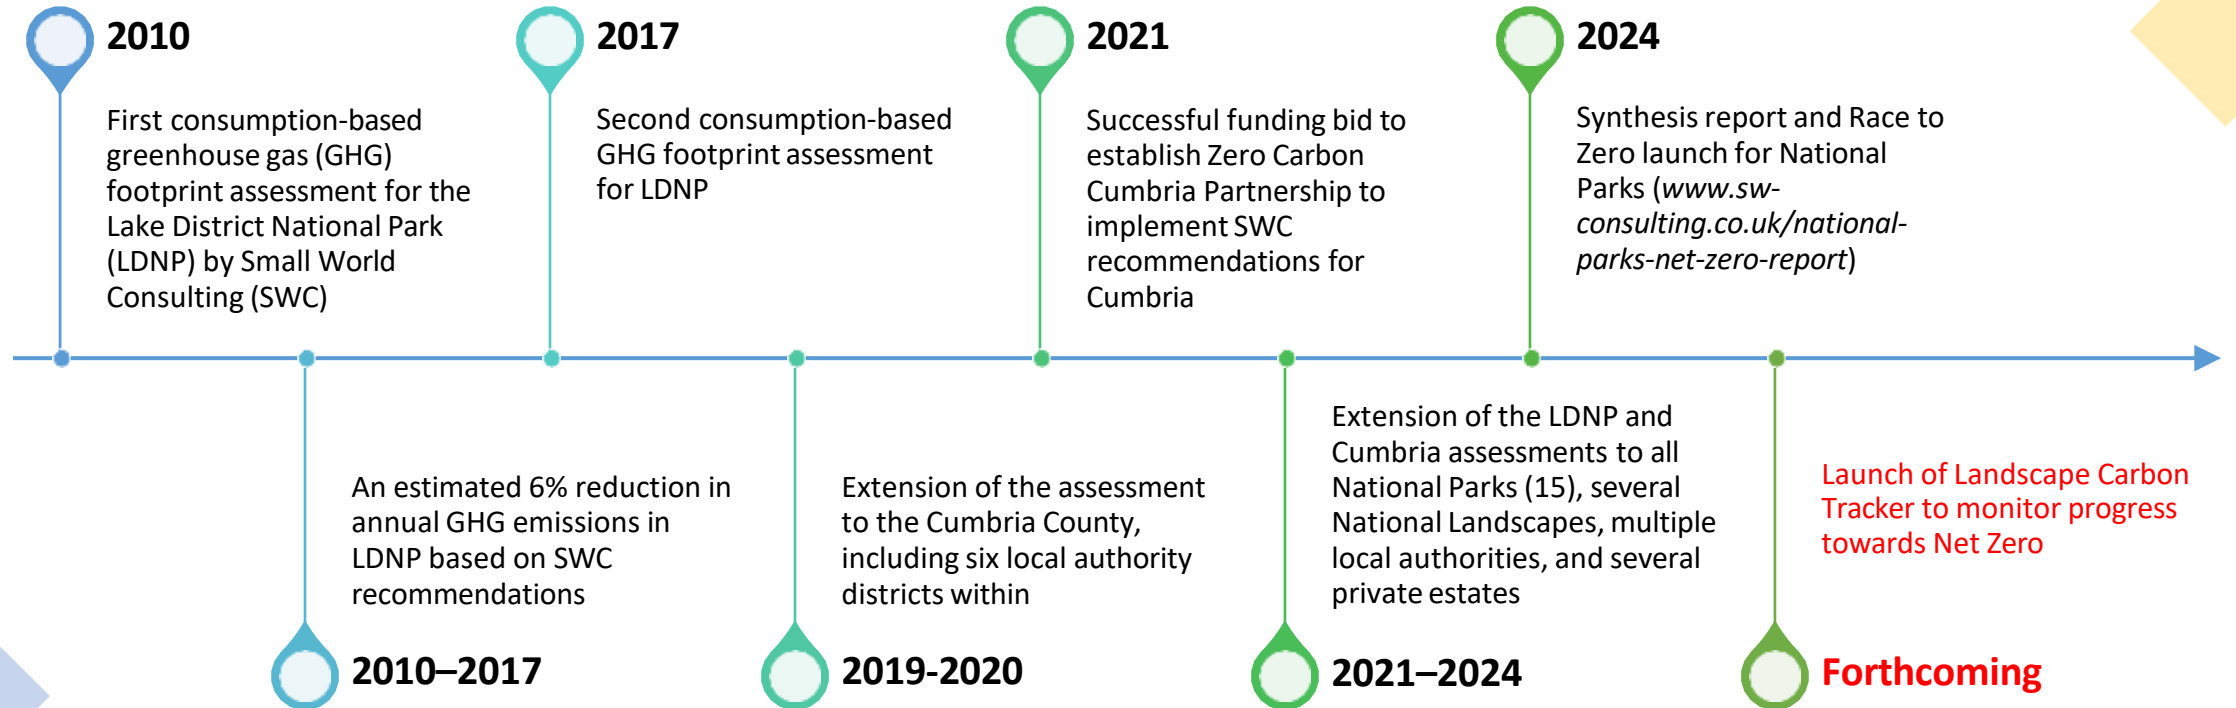 2010
First consumption-based
greenhouse gas (GHG)
footprint assessment for the
Lake District National Park
(LDNP) by Small World
Consulting (SWC)
An estimated 6% reduction in
annual GHG emissions in
LDNP based on SWC
recommendations
2010–2017
2017
Second consumption-based
GHG footprint assessment
for LDNP
Extension of the assessment
to the Cumbria County,
including six local authority
districts within
2019-2020
2021
Successful funding bid to
establish Zero Carbon
Cumbria Partnership to
implement SWC
recommendations for
Cumbria
Extension of the LDNP and
Cumbria assessments to all
National Parks (15), several
National Landscapes, multiple
local authorities, and several
private estates
2021–2024
2024
Synthesis report and Race to
Zero launch for National
Parks (www.sw-
consulting.co.uk/national-
parks-net-zero-report)
Launch of Landscape Carbon
Tracker to monitor progress
towards Net Zero
Forthcoming